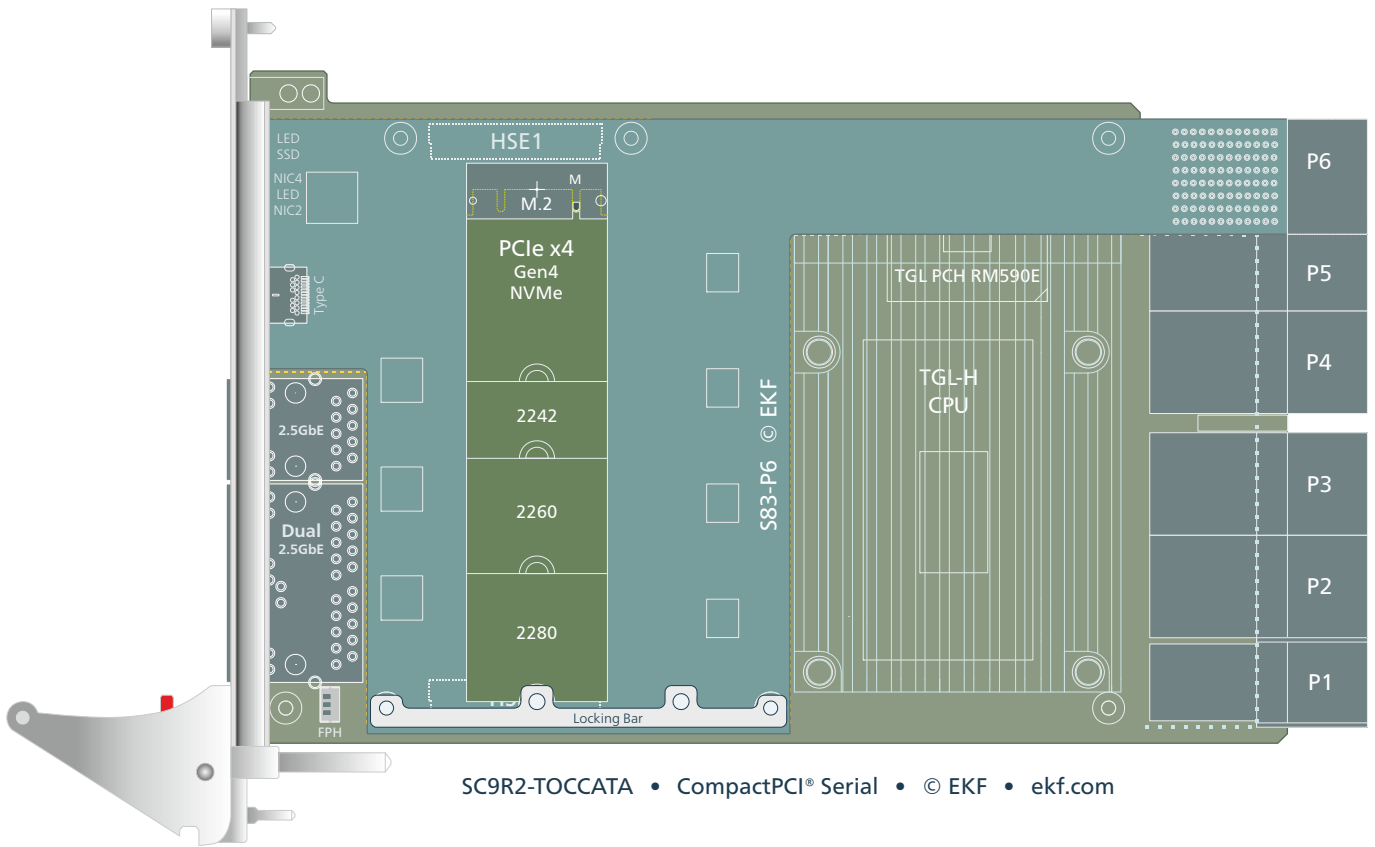 LED
SSD
NIC4
LED
NIC2
HSE1
M
M.2
PCIe x4
Gen4
NVMe
Type C
2.5GbE
Dual
2.5GbE
2242
2260
2280
S83-P6 © EKF
TGL PCH RM590E
TGL-H
CPU
P6
P5
P4
P3
P2
P1
Locking Bar
FPH
SC9R2-TOCCATA • CompactPCI® Serial • © EKF • ekf.com